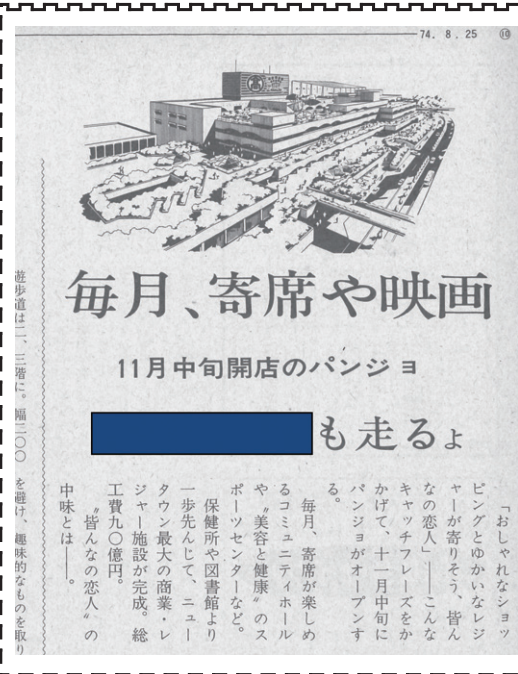 74.8.25 ⑩
毎月、寄席や映画
11月中旬開店のパンジョ
も走るよ
「おしゃれなショッ
ピングとゆかいなレジ
ャーが寄りそう、皆ん
なの恋人」――こんな
キャッチフレーズをか
かげて、十一月中旬に
パンジョがオープンす
る。
毎月、寄席が楽しめ
るコミュニティホール
や〝美容と健康〟のス
ポーツセンターなど。
保健所や図書館より
一歩先んじて、ニュー
タウン最大の商業・レ
ジャー施設が完成。総
工費九〇億円。
〝皆んなの恋人〟の
中味とは――。
遊歩道は二、三階に。幅二〇〇
を避け、趣味的なものを取り